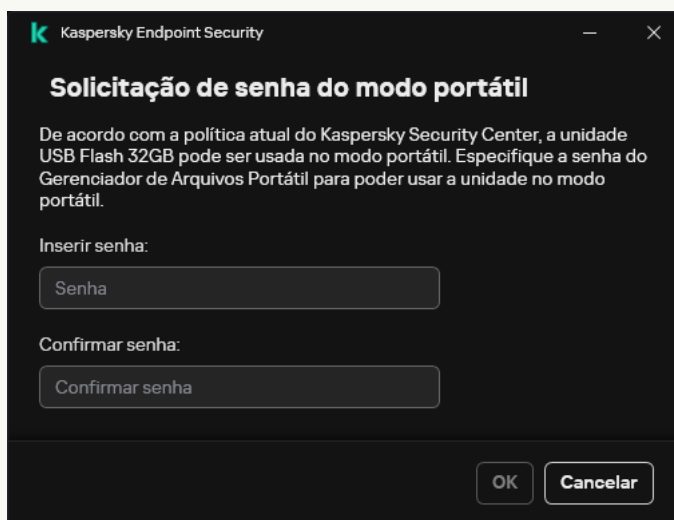 Kaspersky Endpoint Security
Solicitação de senha do modo portátil
De acordo com a política atual do Kaspersky Security Center, a unidade
USB Flash 32GB pode ser usada no modo portátil. Especifique a senha do
Gerenciador de Arquivos Portátil para poder usar a unidade no modo
portátil.
Inserir senha:
Senha
Confirmar senha:
Confirmar senha
OK
Cancelar